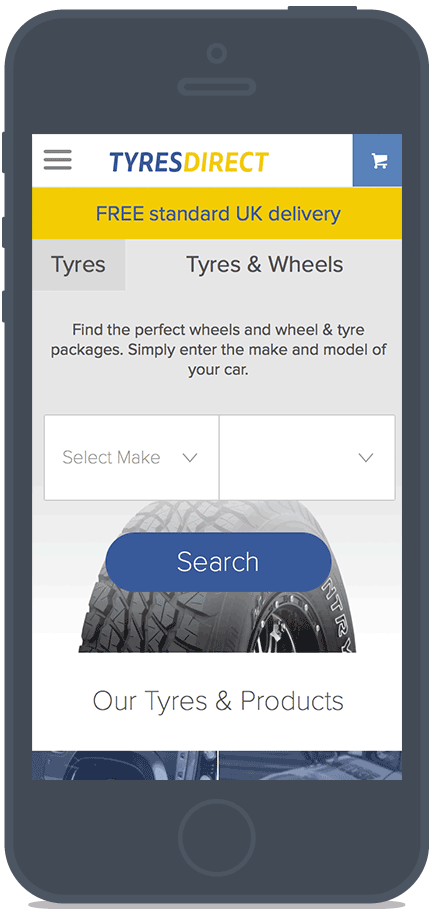 TYRESDIRECT
FREE standard UK delivery
Tyres
Tyres & Wheels
Find the perfect wheels and wheel & tyre
packages. Simply enter the make and model of
your car.
Select Make
Search
NTRY
Our Tyres & Products